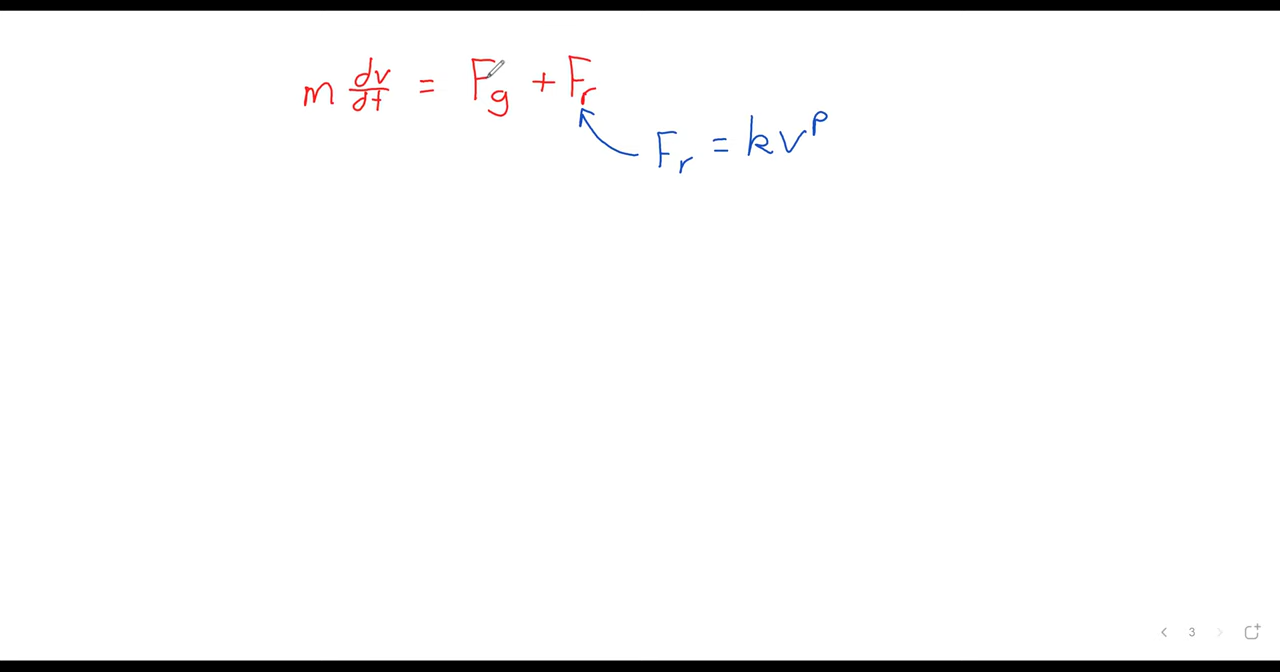 m dv/dt = Fg + Fr
Fr = kv^p
3